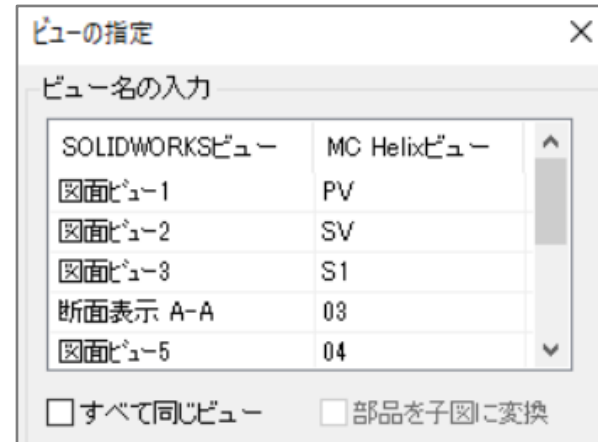 ビューの指定
ビュー名の入力
SOLIDWORKSビュー MC Helixビュー
図面ビュー1 PV
図面ビュー2 SV
図面ビュー3 S1
断面表示 A-A 03
図面ビュー5 04
すべて同じビュー 部品を子図に変換